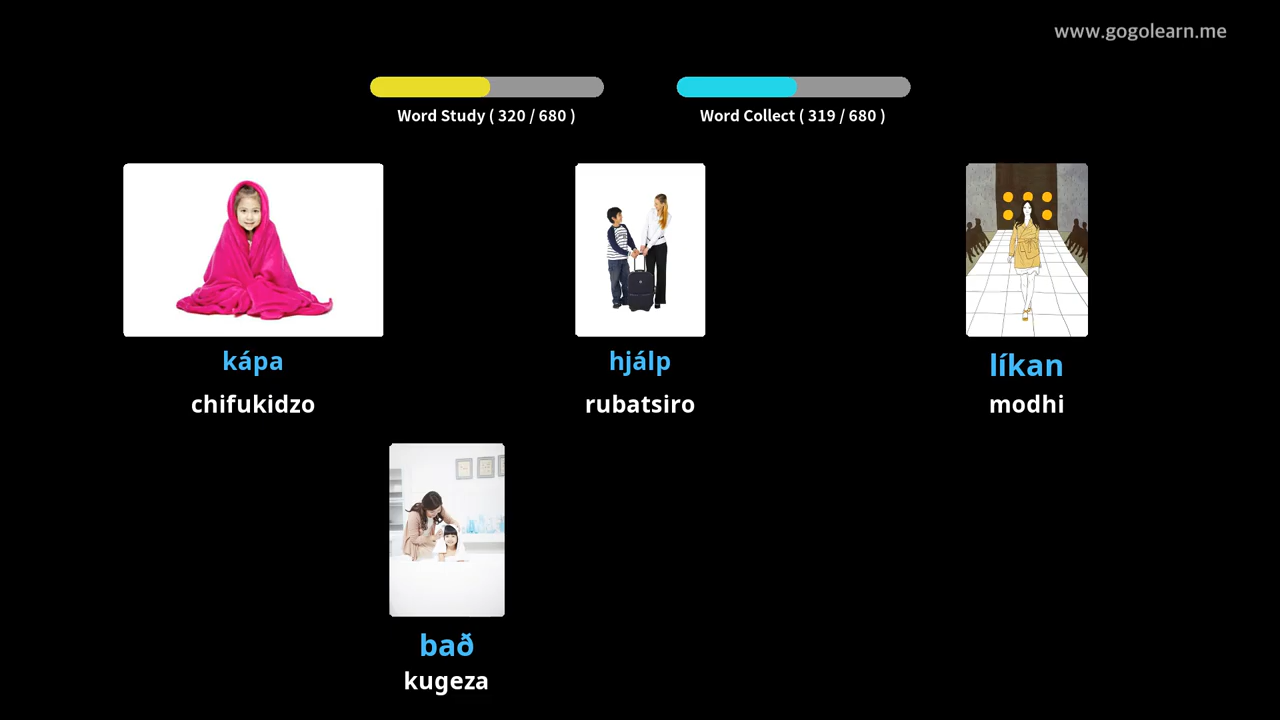 www.gogolearn.me
Word Study ( 320 / 680 )
Word Collect ( 319 / 680 )
kápa
hjálp
líkan
chifukidzo
rubatsiro
modhi
bað
kugeza